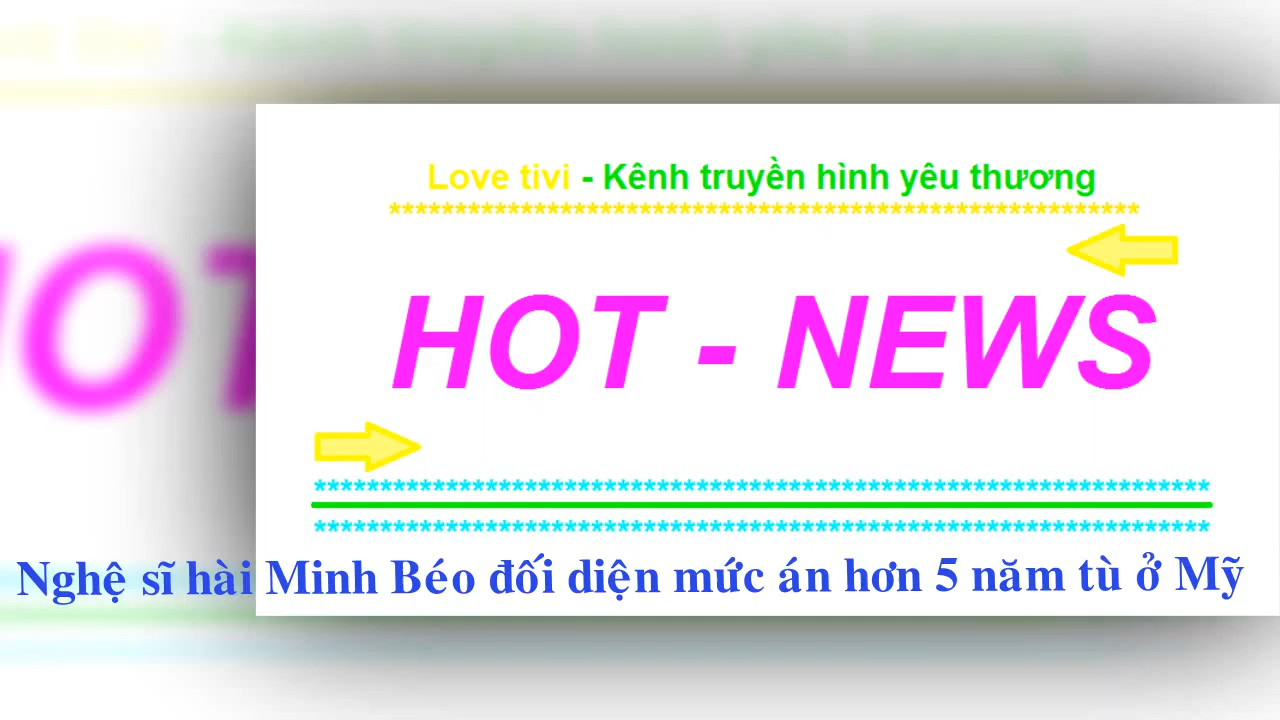 Love tivi - Kênh truyền hình yêu thương
*********************************************************
HOT - NEWS
********************************************************************
********************************************************************
Nghệ sĩ hài Minh Béo đối diện mức án hơn 5 năm tù ở Mỹ